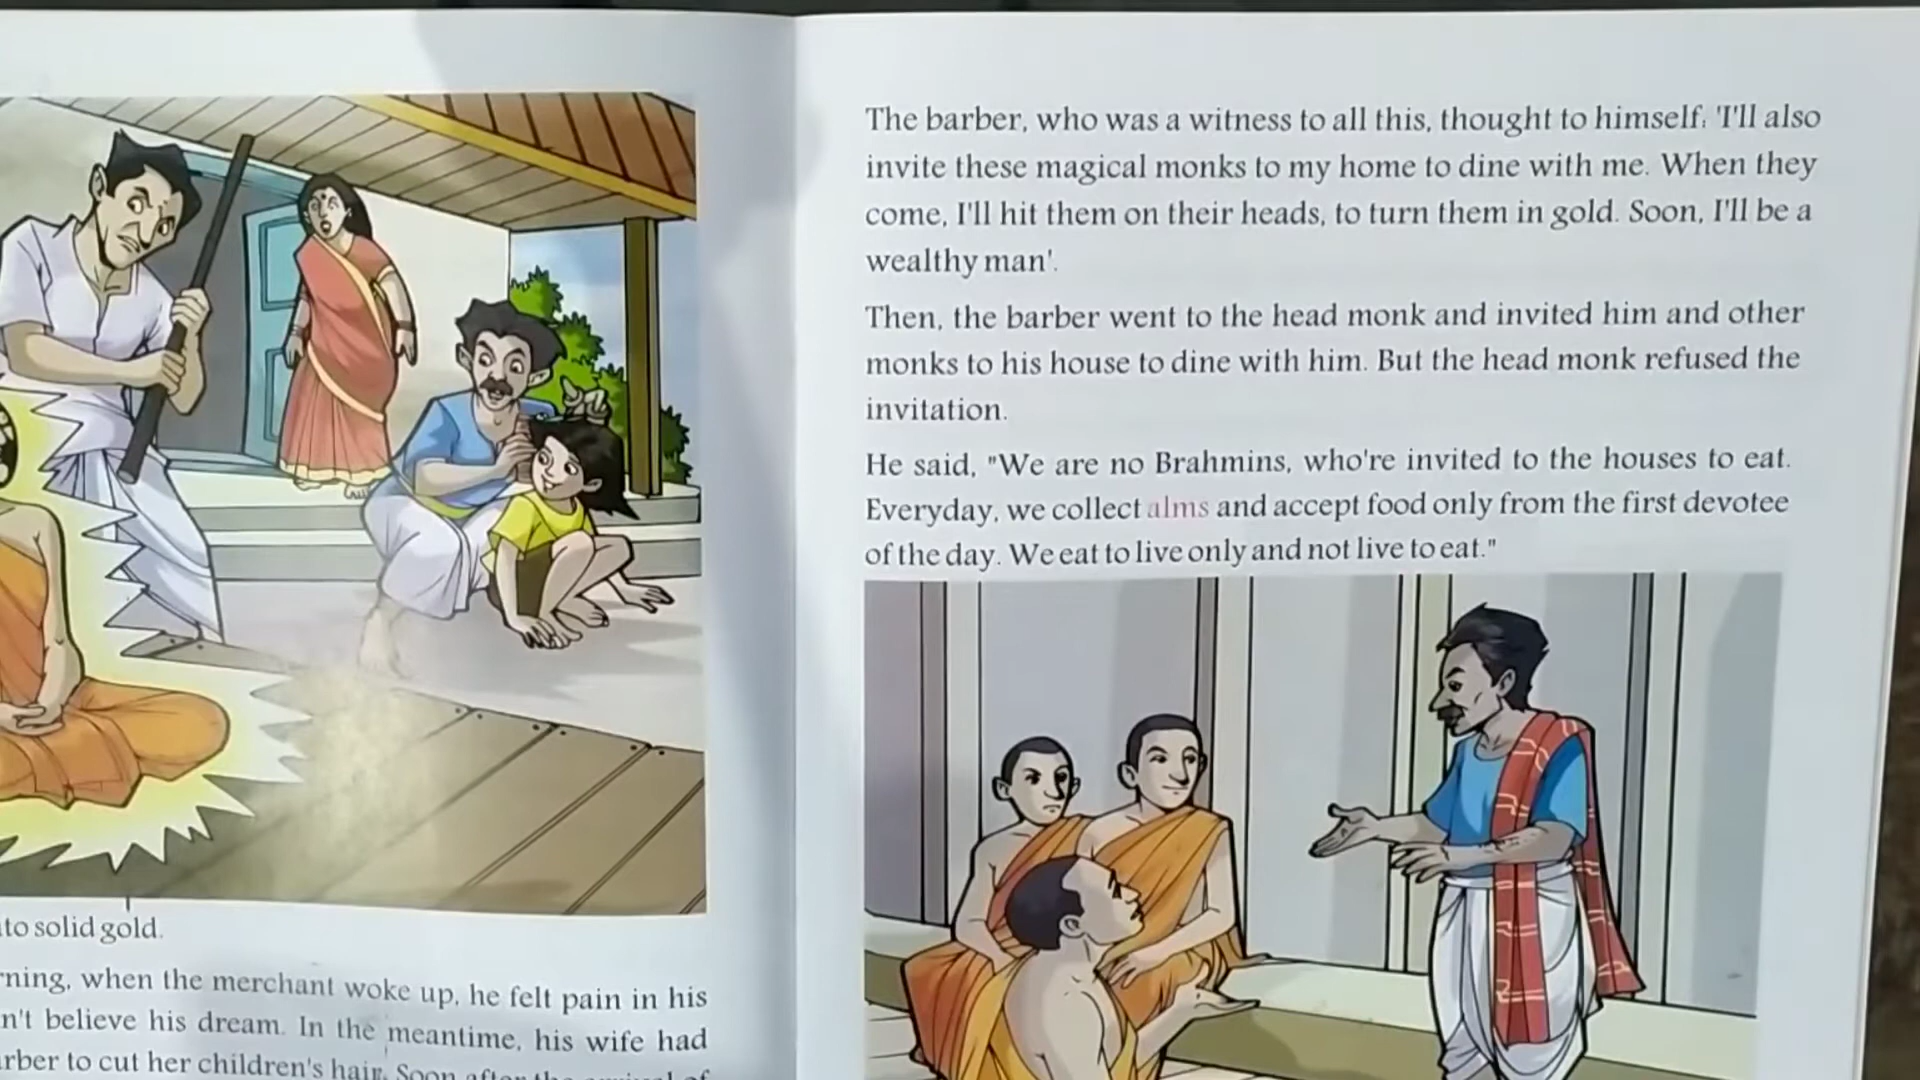 to solid gold.
rning, when the merchant woke up, he felt pain in his
n't believe his dream. In the meantime, his wife had
rber to cut her children's hair. Soon after the arrival of
The barber, who was a witness to all this, thought to himself, 'I'll also
invite these magical monks to my home to dine with me. When they
come, I'll hit them on their heads, to turn them in gold. Soon, I'll be a
wealthy man'.
Then, the barber went to the head monk and invited him and other
monks to his house to dine with him. But the head monk refused the
invitation.
He said, "We are no Brahmins, who're invited to the houses to eat.
Everyday, we collect alms and accept food only from the first devotee
of the day. We eat to live only and not live to eat."